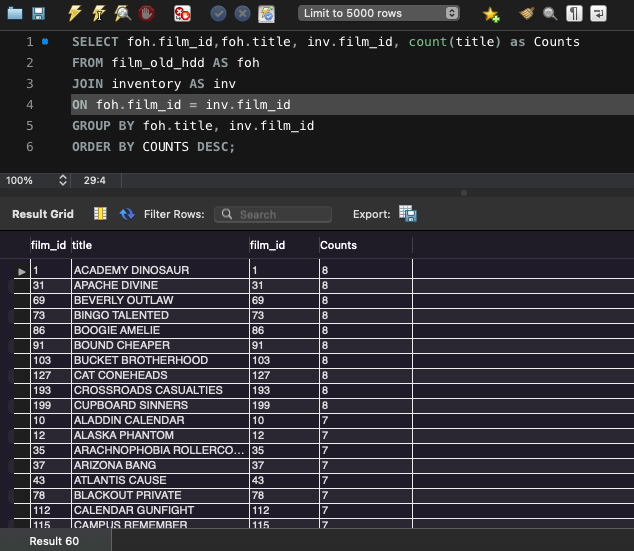 Limit to 5000 rows
1 SELECT foh.film_id,foh.title, inv.film_id, count(title) as Counts
2 FROM film_old_hdd AS foh
3 JOIN inventory AS inv
4 ON foh.film_id = inv.film_id
5 GROUP BY foh.title, inv.film_id
6 ORDER BY COUNTS DESC;
100% 29:4
Result Grid Filter Rows: Search Export:
film_id title film_id Counts
1 ACADEMY DINOSAUR 1 8
31 APACHE DIVINE 31 8
69 BEVERLY OUTLAW 69 8
73 BINGO TALENTED 73 8
86 BOOGIE AMELIE 86 8
91 BOUND CHEAPER 91 8
103 BUCKET BROTHERHOOD 103 8
127 CAT CONEHEADS 127 8
193 CROSSROADS CASUALTIES 193 8
199 CUPBOARD SINNERS 199 8
10 ALADDIN CALENDAR 10 7
12 ALASKA PHANTOM 12 7
35 ARACHNOPHOBIA ROLLERCO... 35 7
37 ARIZONA BANG 37 7
43 ATLANTIS CAUSE 43 7
78 BLACKOUT PRIVATE 78 7
112 CALENDAR GUNFIGHT 112 7
115 CAMPUS REMEMBER 115 7
Result 60